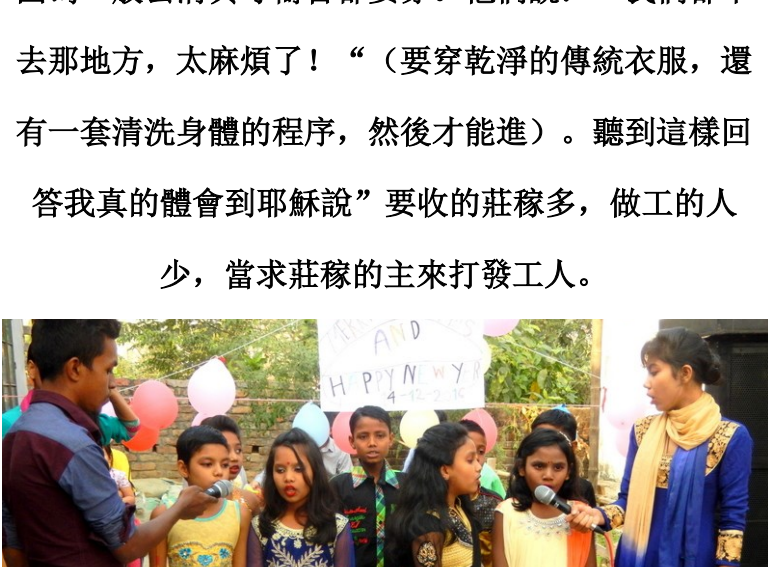 去那地方，太麻煩了！“（要穿乾淨的傳統衣服，還
有一套清洗身體的程序，然後才能進）。聽到這樣回
答我真的體會到耶穌說”要收的莊稼多，做工的人
少，當求莊稼的主來打發工人。
AND
HAPPY NEW YER
4-12-2016